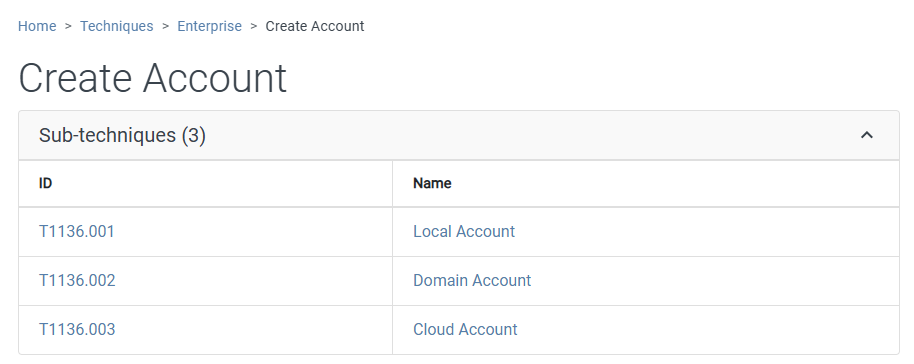 Home > Techniques > Enterprise > Create Account
Create Account
Sub-techniques (3)
ID Name
T1136.001 Local Account
T1136.002 Domain Account
T1136.003 Cloud Account